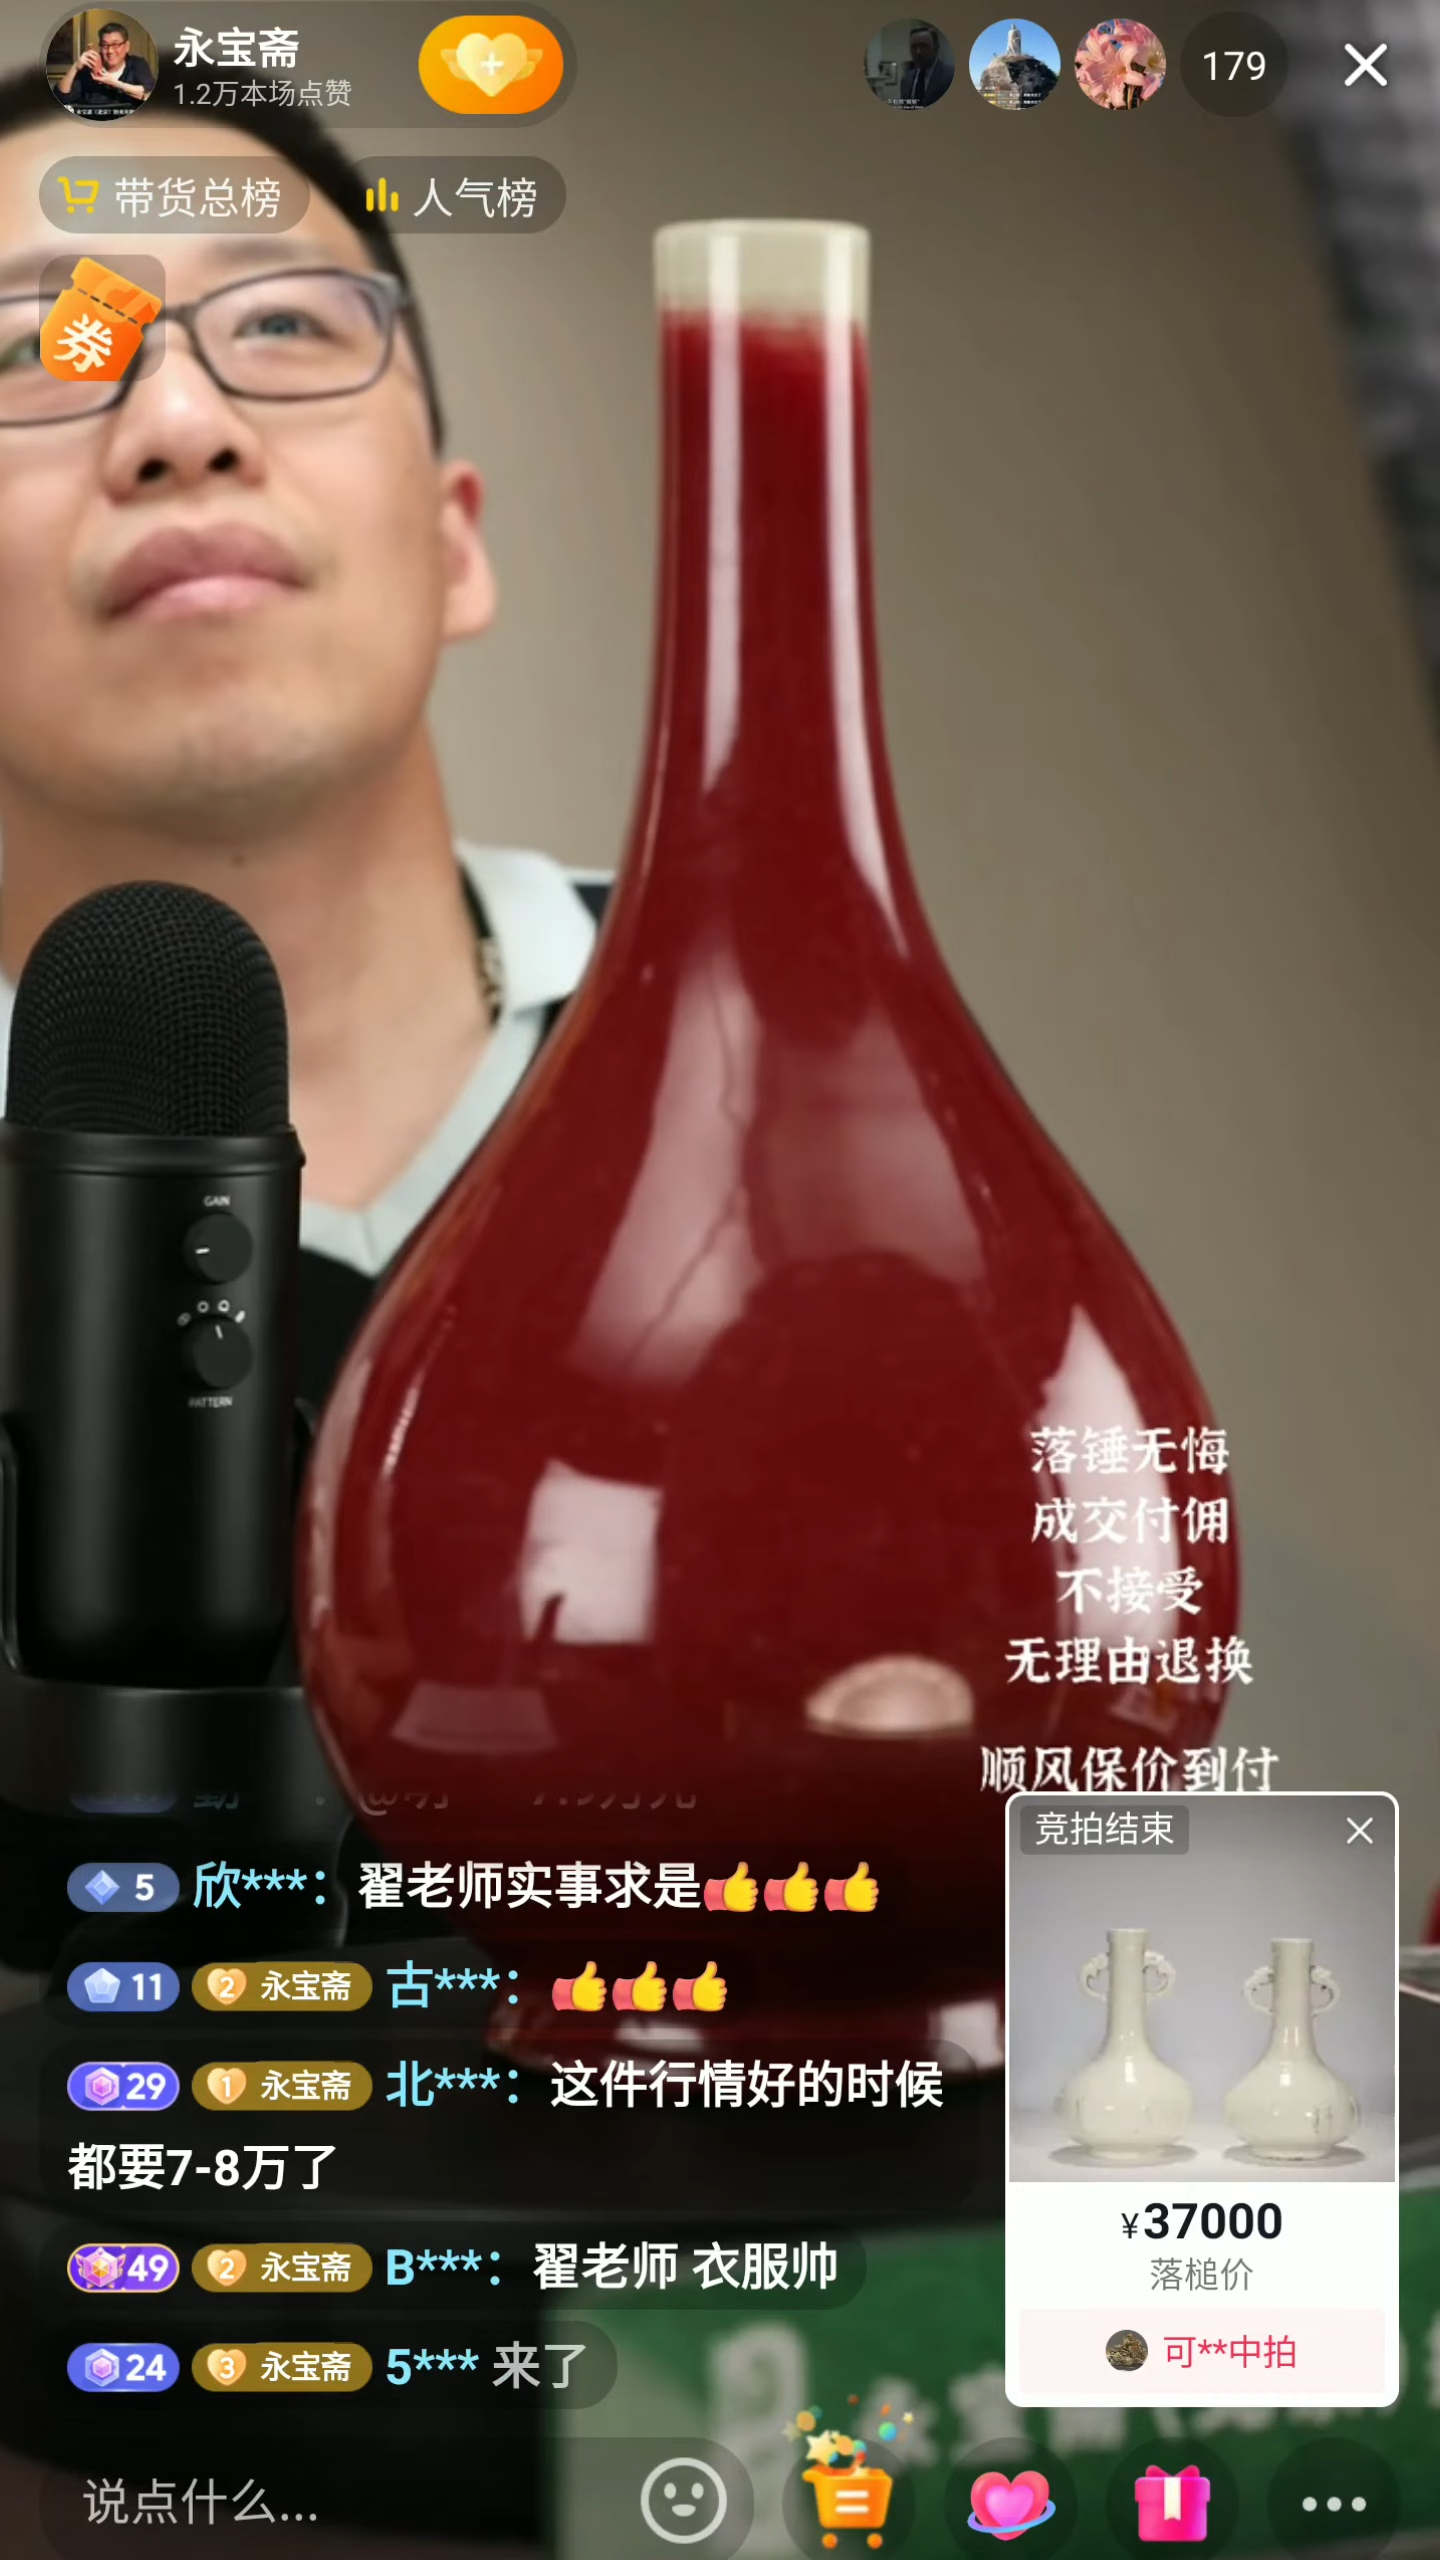 永宝斋
1.2万本场点赞
179
带货总榜
人气榜
券
GAIN
PATTERN
落锤无悔
成交付佣
不接受
无理由退换
顺风保价到付
5 欣***：翟老师实事求是👍👍👍
11 2 永宝斋 古***：👍👍👍
29 1 永宝斋 北***：这件行情好的时候
都要7-8万了
49 2 永宝斋 B***：翟老师 衣服帅
24 3 永宝斋 5*** 来了
竞拍结束
¥37000
落槌价
可**中拍
说点什么...